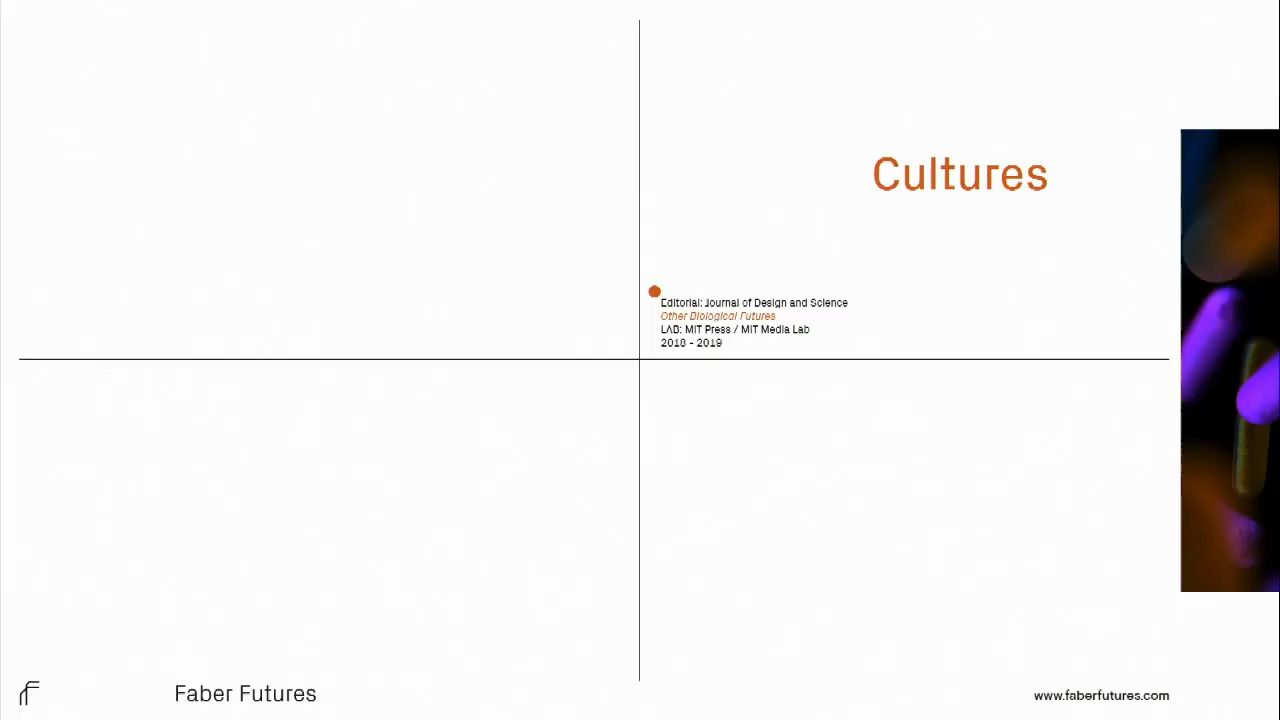 Cultures
Editorial: Journal of Design and Science
Other Biological Futures
LAB: MIT Press / MIT Media Lab
2018 - 2019
Faber Futures
www.faberfutures.com